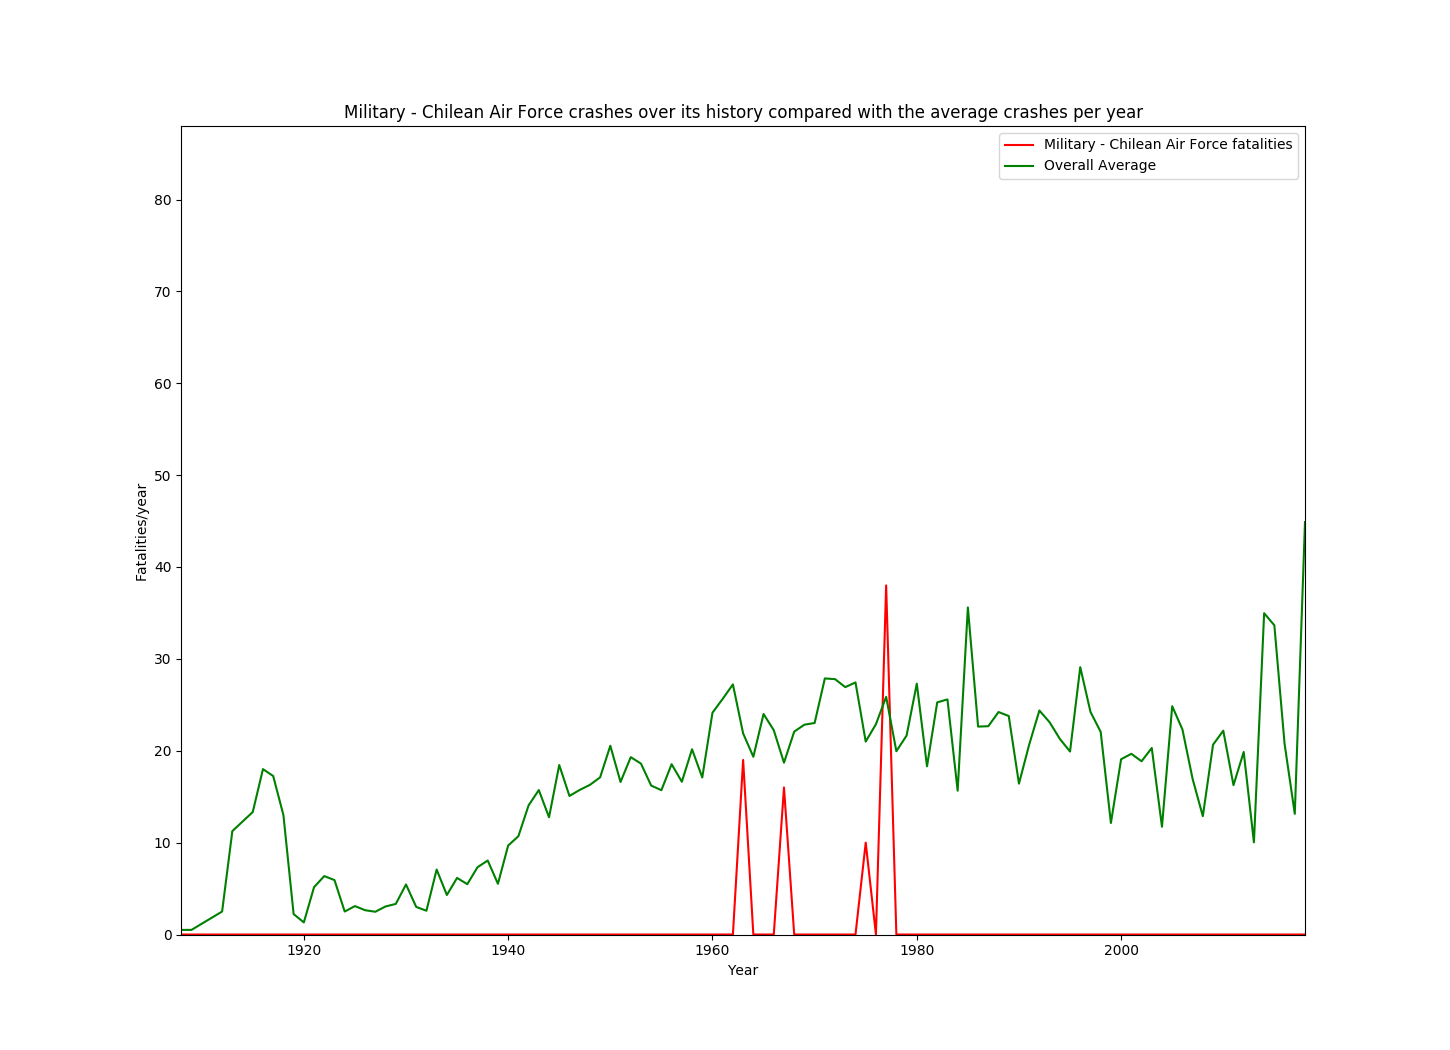 Military - Chilean Air Force crashes over its history compared with the average crashes per year
Military - Chilean Air Force fatalities
Overall Average
80
70
60
50
40
30
20
10
0
Fatalities/year
1920 1940 1960 1980 2000
Year